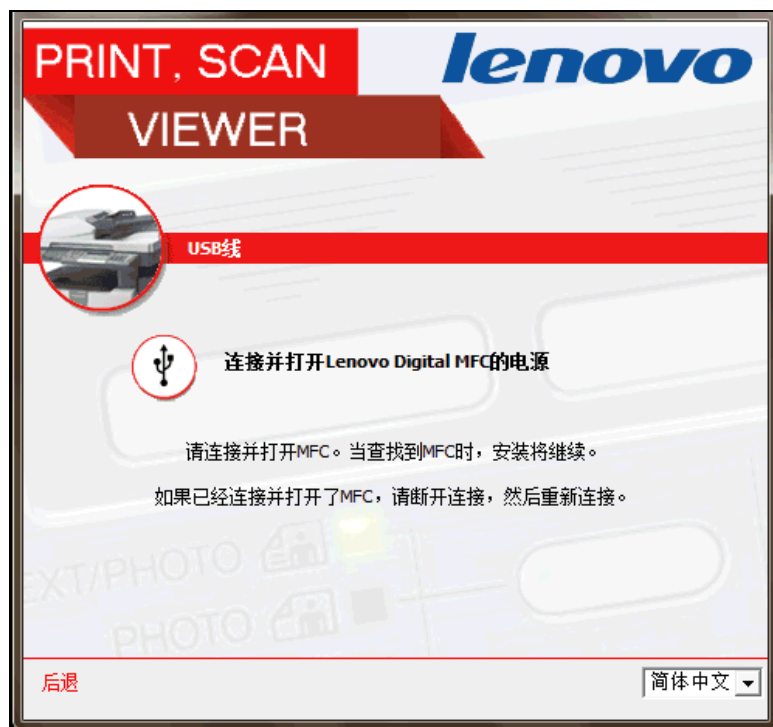 PRINT, SCAN
lenovo
VIEWER
USB线
连接并打开Lenovo Digital MFC的电源
请连接并打开MFC。当查找到MFC时，安装将继续。
如果已经连接并打开了MFC，请断开连接，然后重新连接。
EXT/PHOTO
PHOTO
后退
简体中文